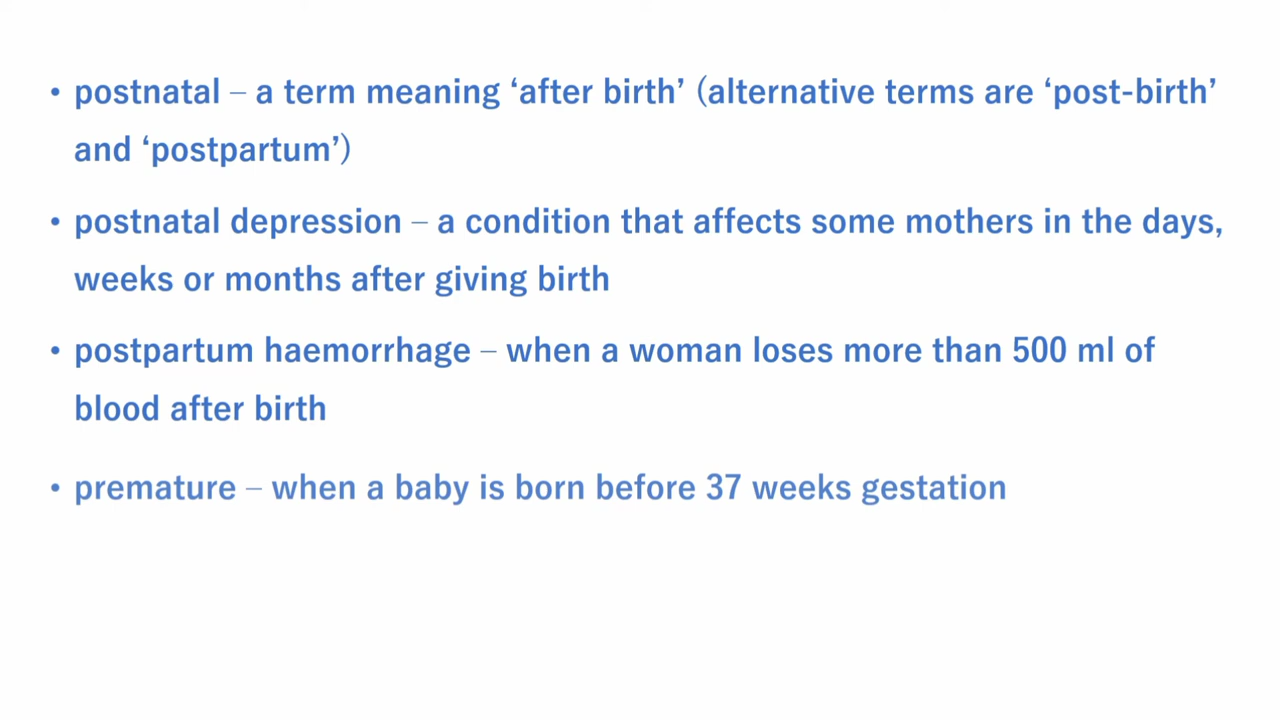 • postnatal – a term meaning ‘after birth’ (alternative terms are ‘post-birth’
and ‘postpartum’)
• postnatal depression – a condition that affects some mothers in the days,
weeks or months after giving birth
• postpartum haemorrhage – when a woman loses more than 500 ml of
blood after birth
• premature – when a baby is born before 37 weeks gestation